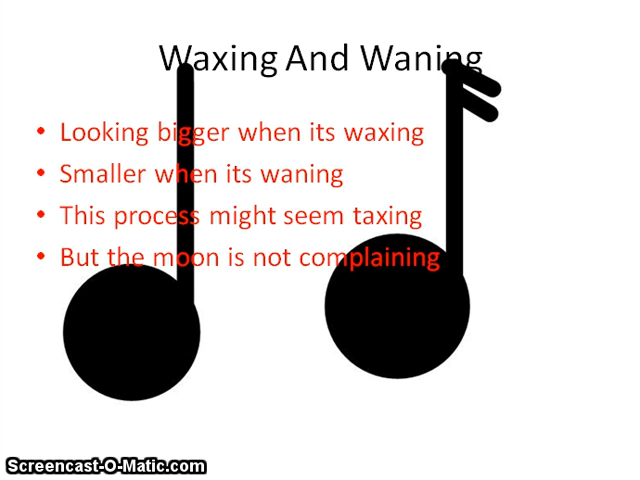 Waxing And Waning
• Looking bigger when its waxing
• Smaller when its waning
• This process might seem taxing
• But the moon is not complaining
Screencast-O-Matic.com